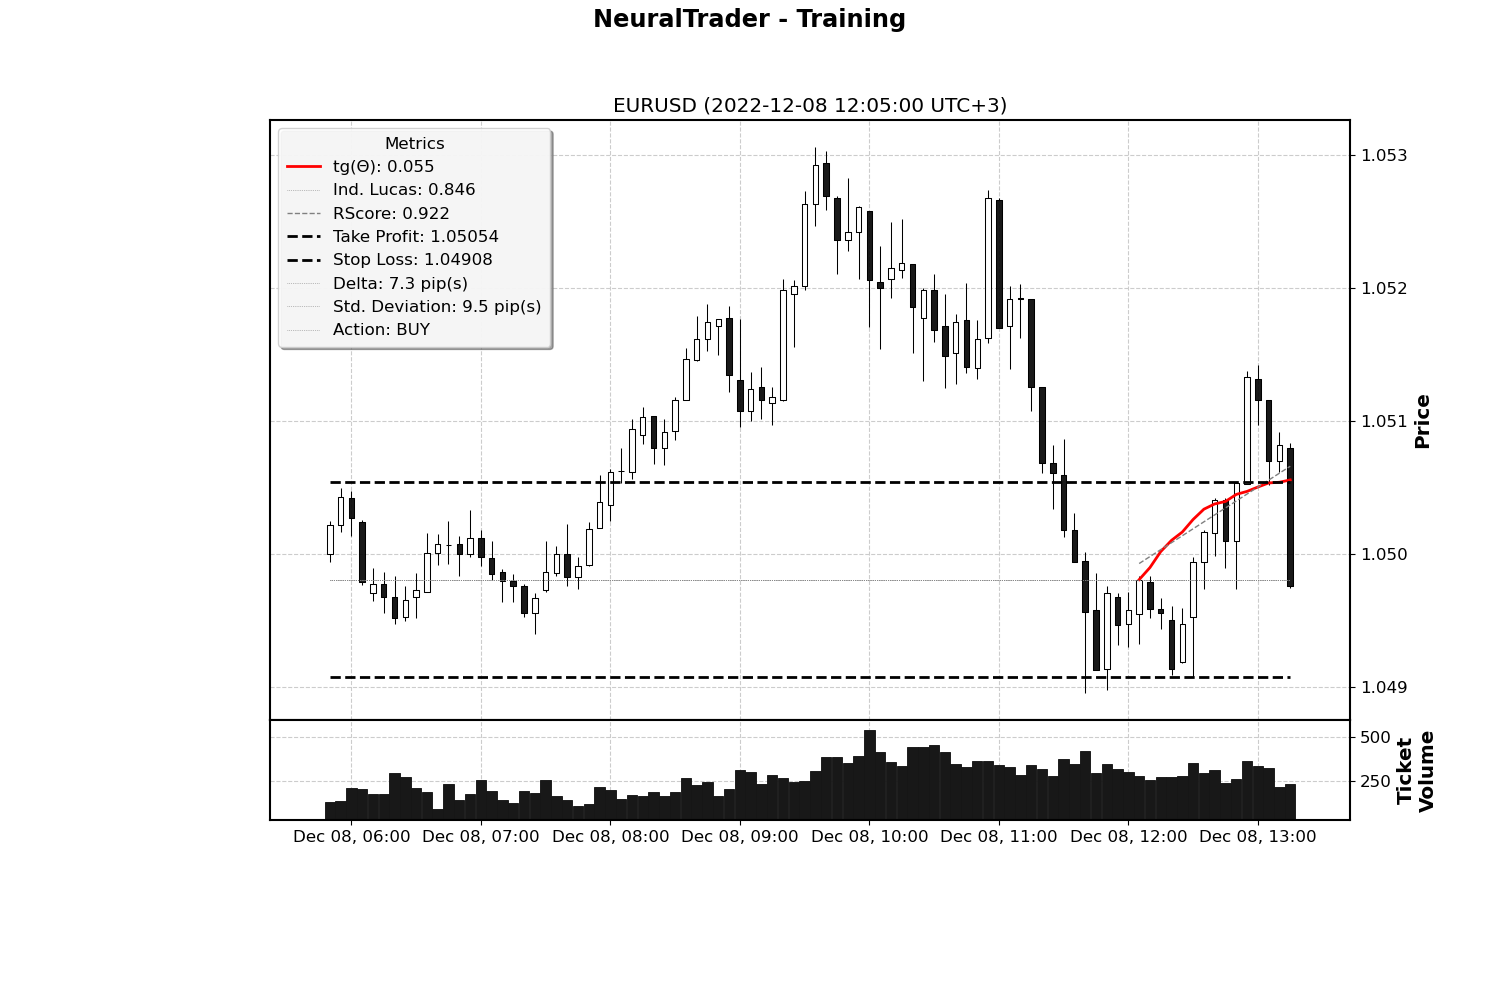 NeuralTrader - Training
EURUSD (2022-12-08 12:05:00 UTC+3)
Metrics
tg(Θ): 0.055
Ind. Lucas: 0.846
RScore: 0.922
Take Profit: 1.05054
Stop Loss: 1.04908
Delta: 7.3 pip(s)
Std. Deviation: 9.5 pip(s)
Action: BUY
1.053
1.052
1.051
1.050
1.049
Price
500
250
Ticket
Volume
Dec 08, 06:00
Dec 08, 07:00
Dec 08, 08:00
Dec 08, 09:00
Dec 08, 10:00
Dec 08, 11:00
Dec 08, 12:00
Dec 08, 13:00